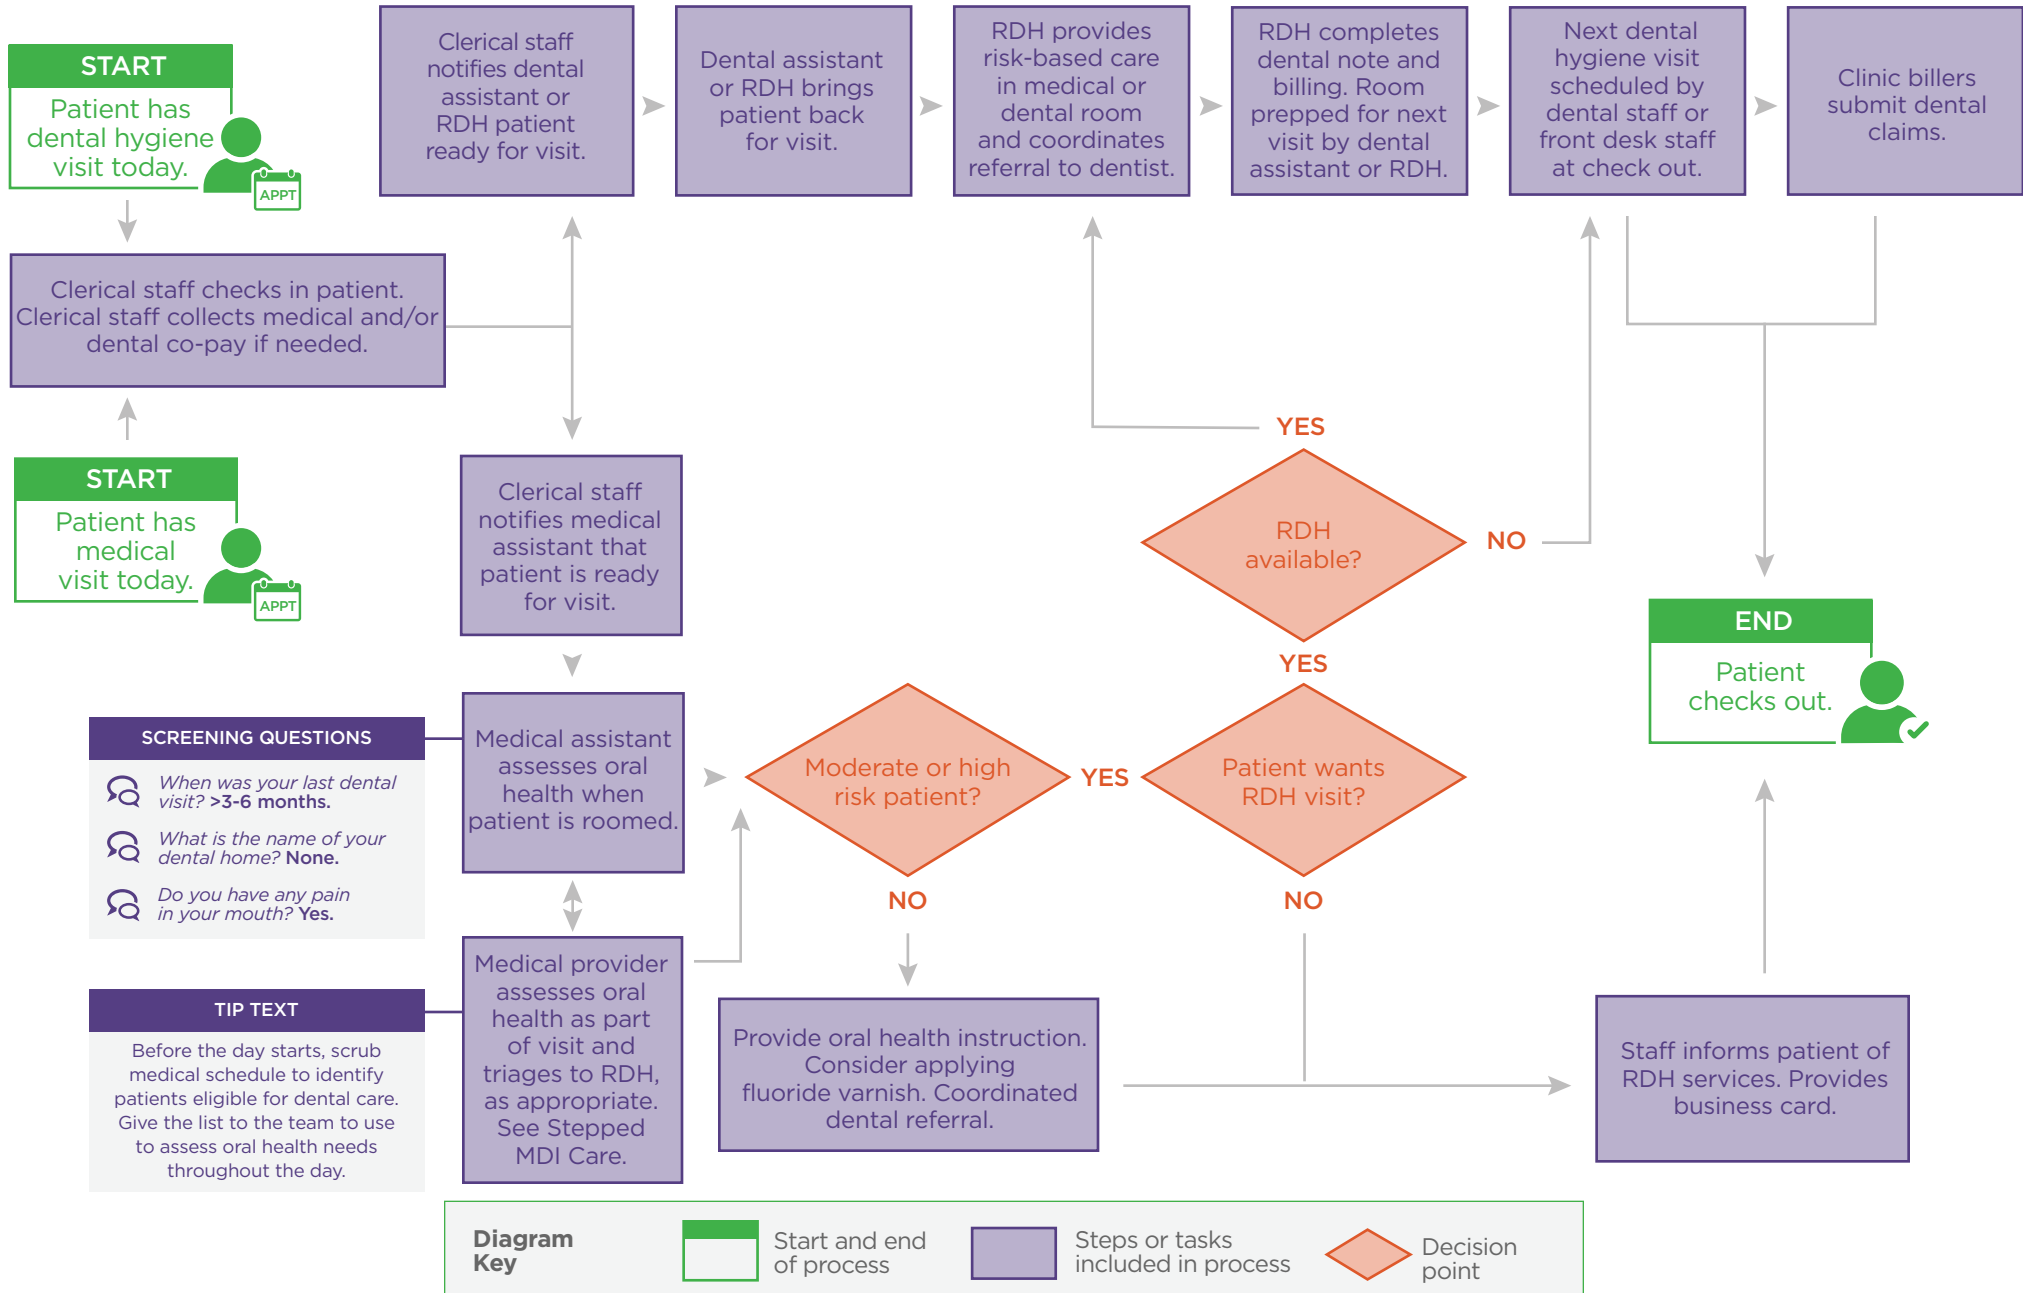 START
Patient has
dental hygiene
visit today.
APPT
Clerical staff
notifies dental
assistant or
RDH patient
ready for visit.
Dental assistant
or RDH brings
patient back
for visit.
RDH provides
risk-based care
in medical or
dental room
and coordinates
referral to dentist.
RDH completes
dental note and
billing. Room
prepped for next
visit by dental
assistant or RDH.
Next dental
hygiene visit
scheduled by
dental staff or
front desk staff
at check out.
Clinic billers
submit dental
claims.
Clerical staff checks in patient.
Clerical staff collects medical and/or
dental co-pay if needed.
START
Patient has
medical
visit today.
APPT
Clerical staff
notifies medical
assistant that
patient is ready
for visit.
YES
RDH
available?
NO
YES
END
Patient
checks out.
SCREENING QUESTIONS
When was your last dental
visit? >3-6 months.
What is the name of your
dental home? None.
Do you have any pain
in your mouth? Yes.
Medical assistant
assesses oral
health when
patient is roomed.
Moderate or high
risk patient?
YES
Patient wants
RDH visit?
NO
NO
TIP TEXT
Before the day starts, scrub
medical schedule to identify
patients eligible for dental care.
Give the list to the team to use
to assess oral health needs
throughout the day.
Medical provider
assesses oral
health as part
of visit and
triages to RDH,
as appropriate.
See Stepped
MDI Care.
Provide oral health instruction.
Consider applying
fluoride varnish. Coordinated
dental referral.
Staff informs patient of
RDH services. Provides
business card.
Diagram
Key
Start and end
of process
Steps or tasks
included in process
Decision
point